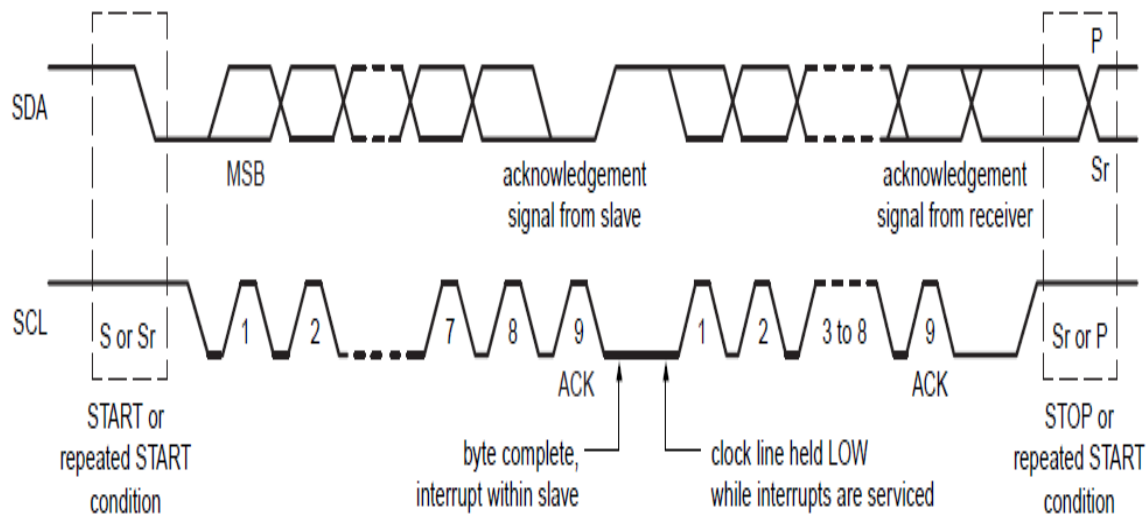 P
SDA
MSB
acknowledgement
signal from slave
acknowledgement
signal from receiver
Sr
SCL
S or Sr
1
2
7
8
9
1
2
3 to 8
9
Sr or P
ACK
ACK
START or
repeated START
condition
byte complete,
interrupt within slave
clock line held LOW
while interrupts are serviced
STOP or
repeated START
condition